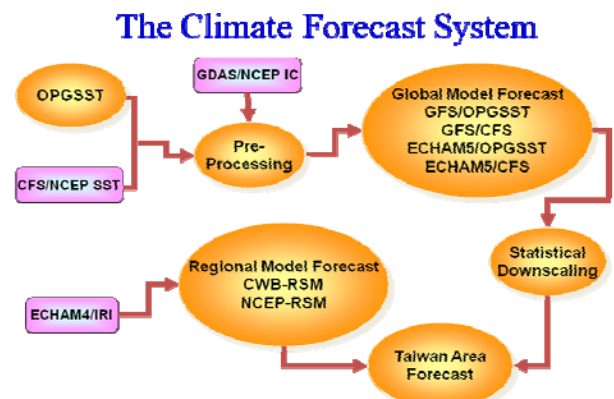 The Climate Forecast System
OPGSST
GDAS/NCEP IC
Global Model Forecast
GFS/OPGSST
GFS/CFS
ECHAM5/OPGSST
ECHAM5/CFS
Pre-
Processing
CFS/NCEP SST
Statistical
Downscaling
Regional Model Forecast
CWB-RSM
NCEP-RSM
ECHAM4/IRI
Taiwan Area
Forecast